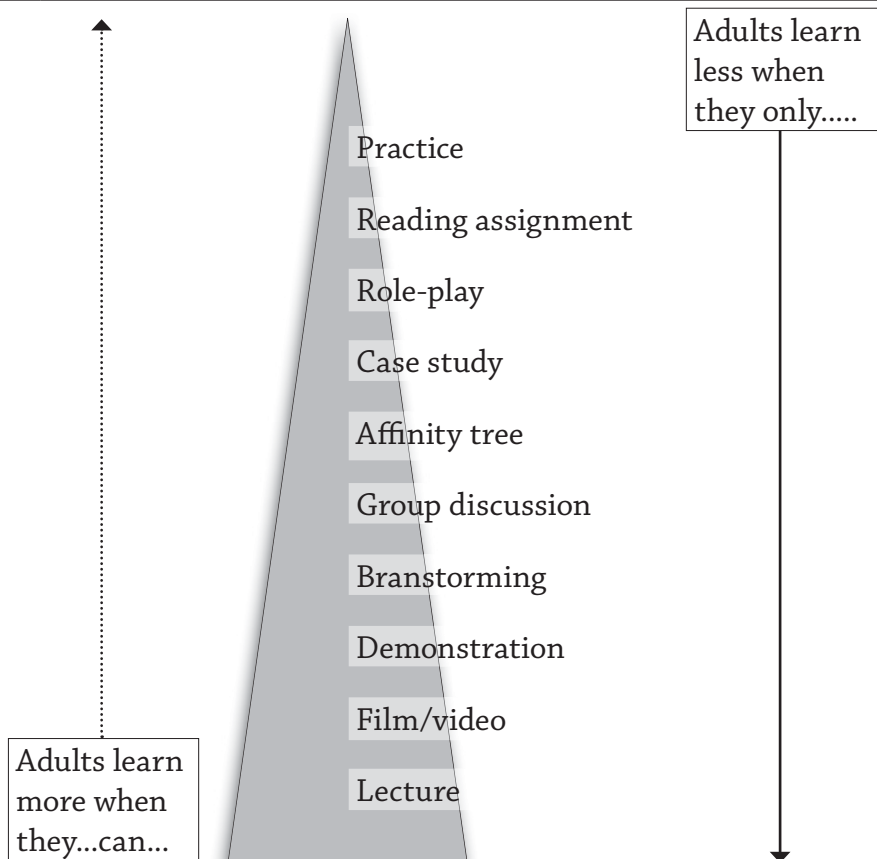 Adults learn
less when
they only.....
Practice
Reading assignment
Role-play
Case study
Affinity tree
Group discussion
Branstorming
Demonstration
Film/video
Lecture
Adults learn
more when
they...can...